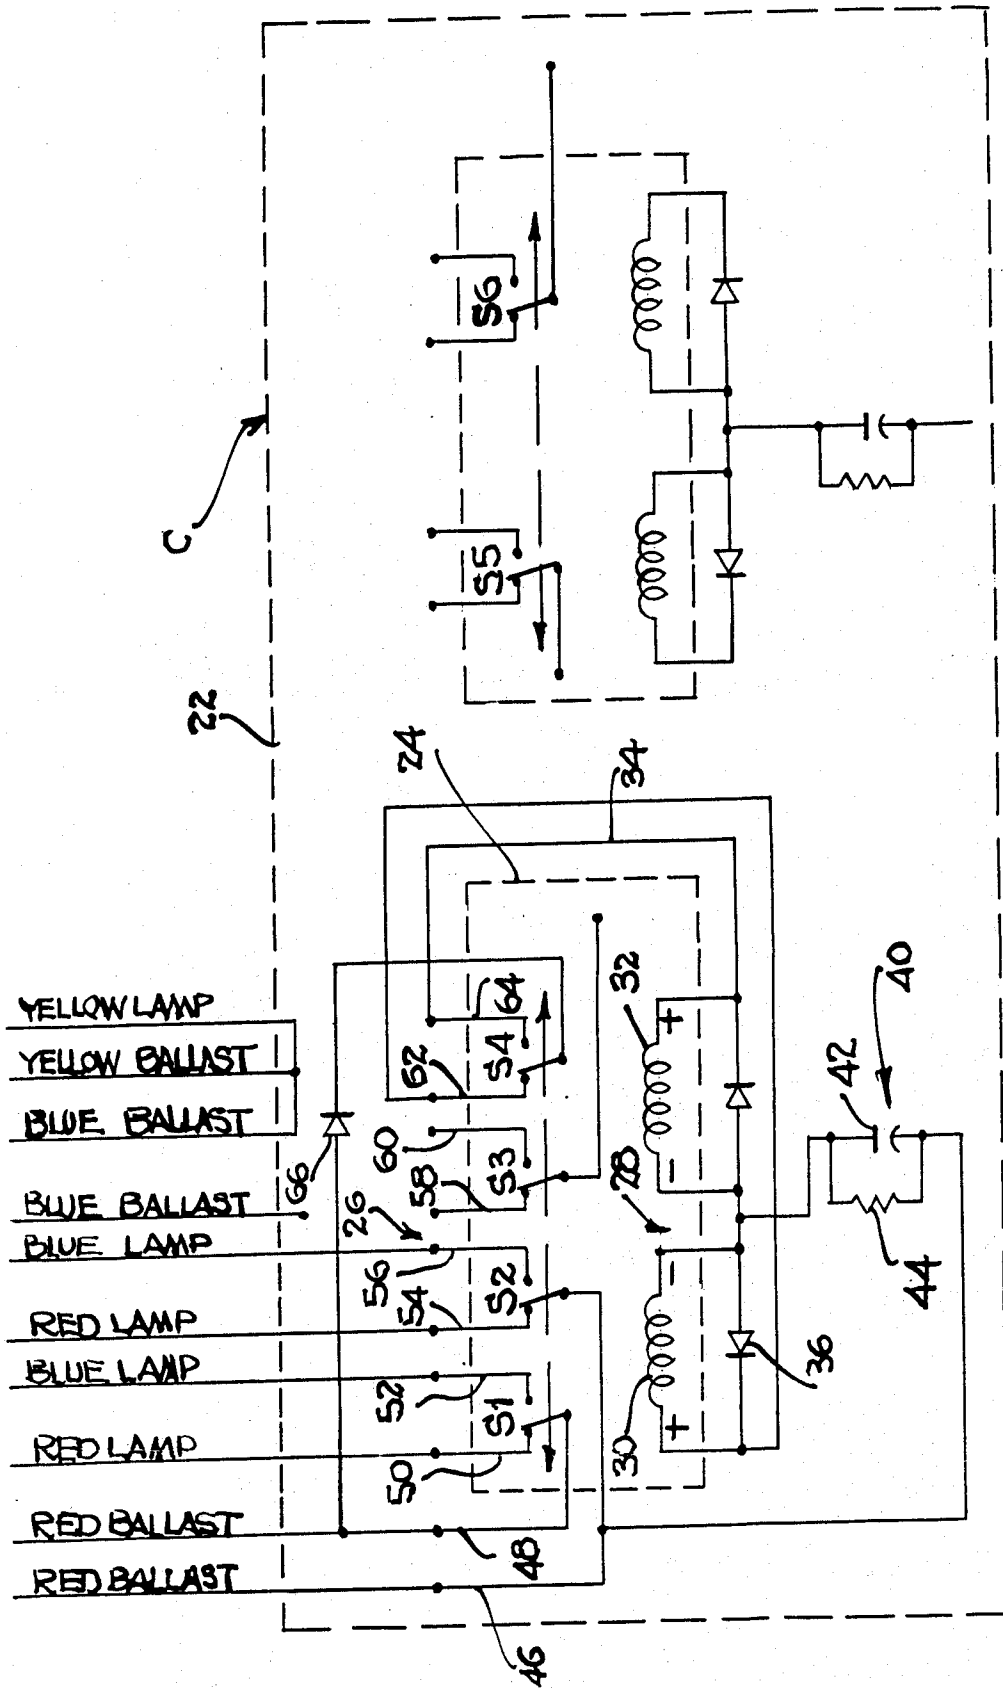 C
22
24
34
YELLOW LAMP
YELLOW BALLAST
BLUE BALLAST
BLUE BALLAST
BLUE LAMP
RED LAMP
BLUE LAMP
RED LAMP
RED BALLAST
RED BALLAST
66
26
64
62
60
58
56
54
52
50
48
46
S1
S2
S3
S4
S5
S6
28
30
32
+
−
−
+
36
40
42
44